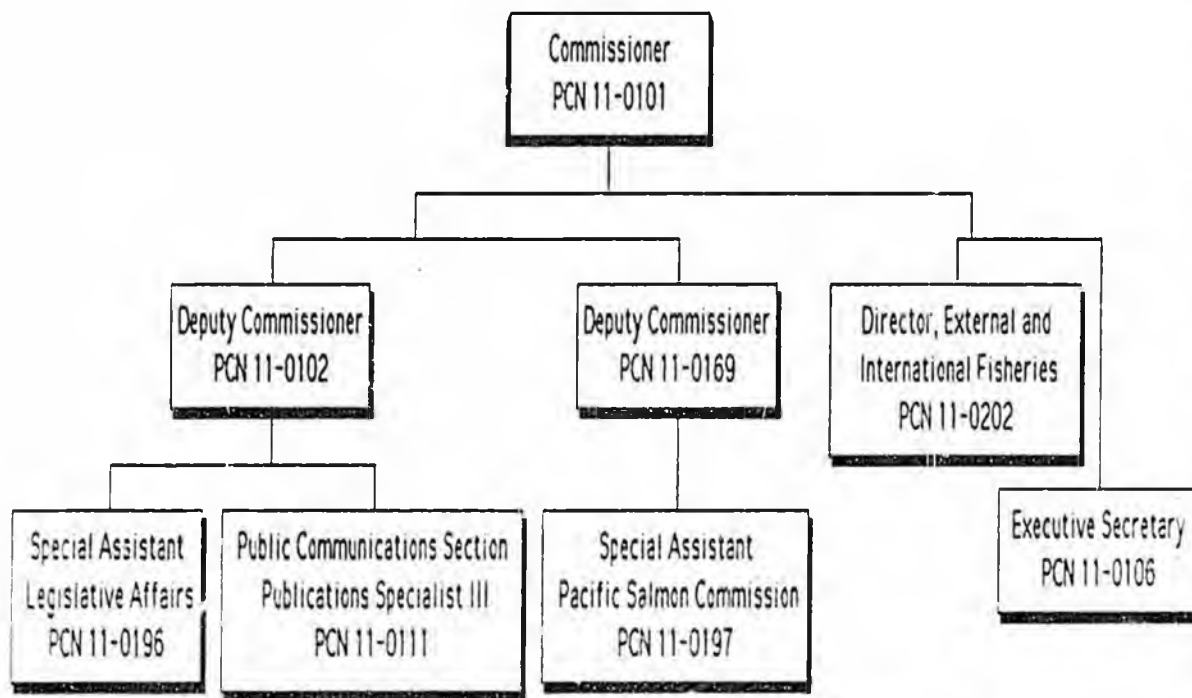 Commissioner
PCN 11-0101
Deputy Commissioner
PCN 11-0102
Deputy Commissioner
PCN 11-0169
Director, External and
International Fisheries
PCN 11-0202
Special Assistant
Legislative Affairs
PCN 11-0196
Public Communications Section
Publications Specialist III
PCN 11-0111
Special Assistant
Pacific Salmon Commission
PCN 11-0197
Executive Secretary
PCN 11-0106